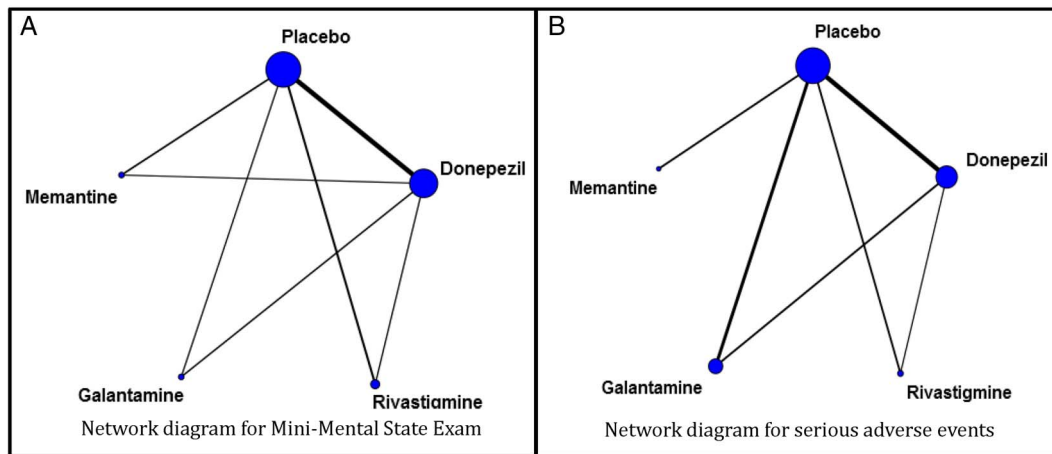 A
Placebo
Donepezil
Memantine
Galantamine
Rivastigmine
Network diagram for Mini-Mental State Exam
B
Placebo
Donepezil
Memantine
Galantamine
Rivastigmine
Network diagram for serious adverse events